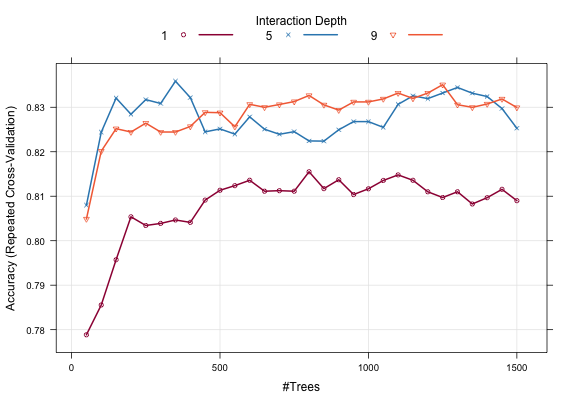 Interaction Depth
1 5 9
Accuracy (Repeated Cross-Validation)
0.83
0.82
0.81
0.80
0.79
0.78
0 500 1000 1500
#Trees